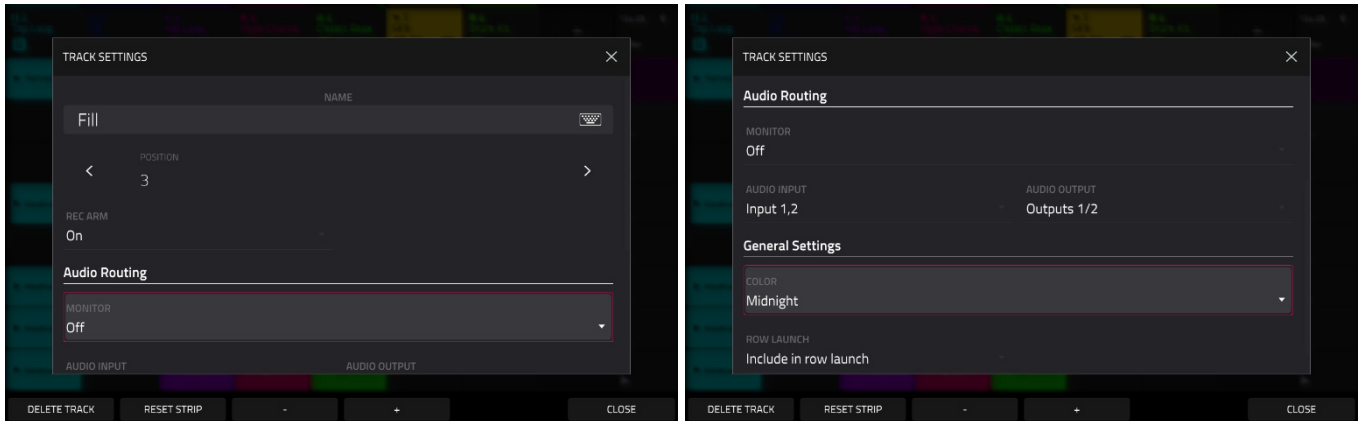 TRACK SETTINGS
NAME
Fill
POSITION
3
REC ARM
On
Audio Routing
MONITOR
Off
AUDIO INPUT AUDIO OUTPUT
DELETE TRACK RESET STRIP - + CLOSE
TRACK SETTINGS
Audio Routing
MONITOR
Off
AUDIO INPUT AUDIO OUTPUT
Input 1,2 Outputs 1/2
General Settings
COLOR
Midnight
ROW LAUNCH
Include in row launch
DELETE TRACK RESET STRIP - + CLOSE